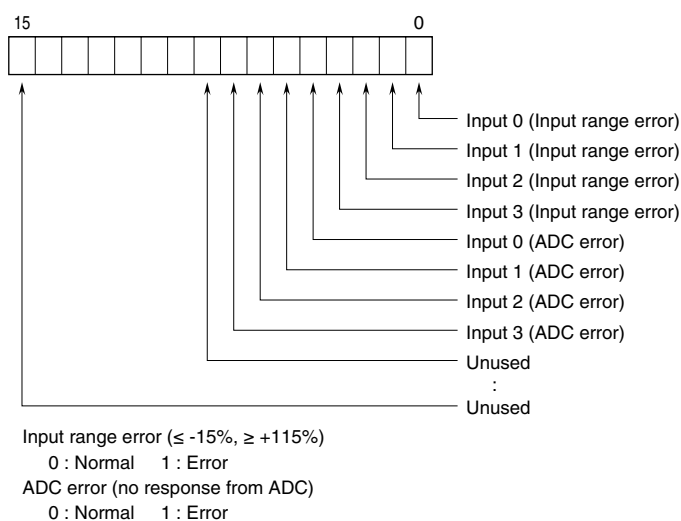 15 0
Input 0 (Input range error)
Input 1 (Input range error)
Input 2 (Input range error)
Input 3 (Input range error)
Input 0 (ADC error)
Input 1 (ADC error)
Input 2 (ADC error)
Input 3 (ADC error)
Unused
:
Unused
Input range error (≤ -15%, ≥ +115%)
0 : Normal 1 : Error
ADC error (no response from ADC)
0 : Normal 1 : Error